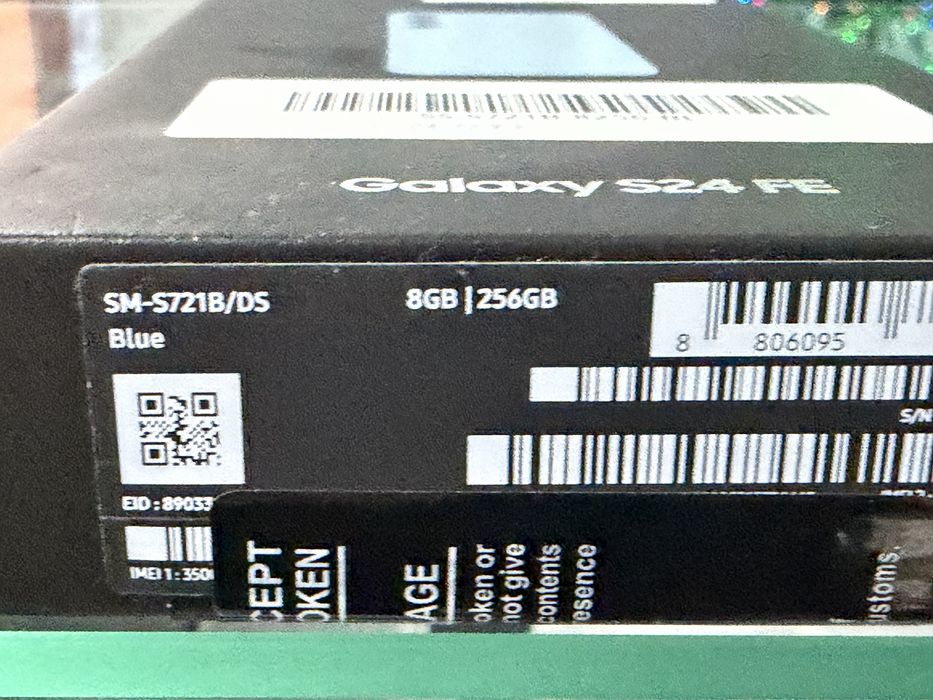 Galaxy S24 FE
SM-S721B/DS
8GB | 256GB
Blue
8 806095
S/N
EID : 89033
IMEI 1 : 350
CEPT
OKEN
AGE
oken or
not give
contents
esence
ustoms.